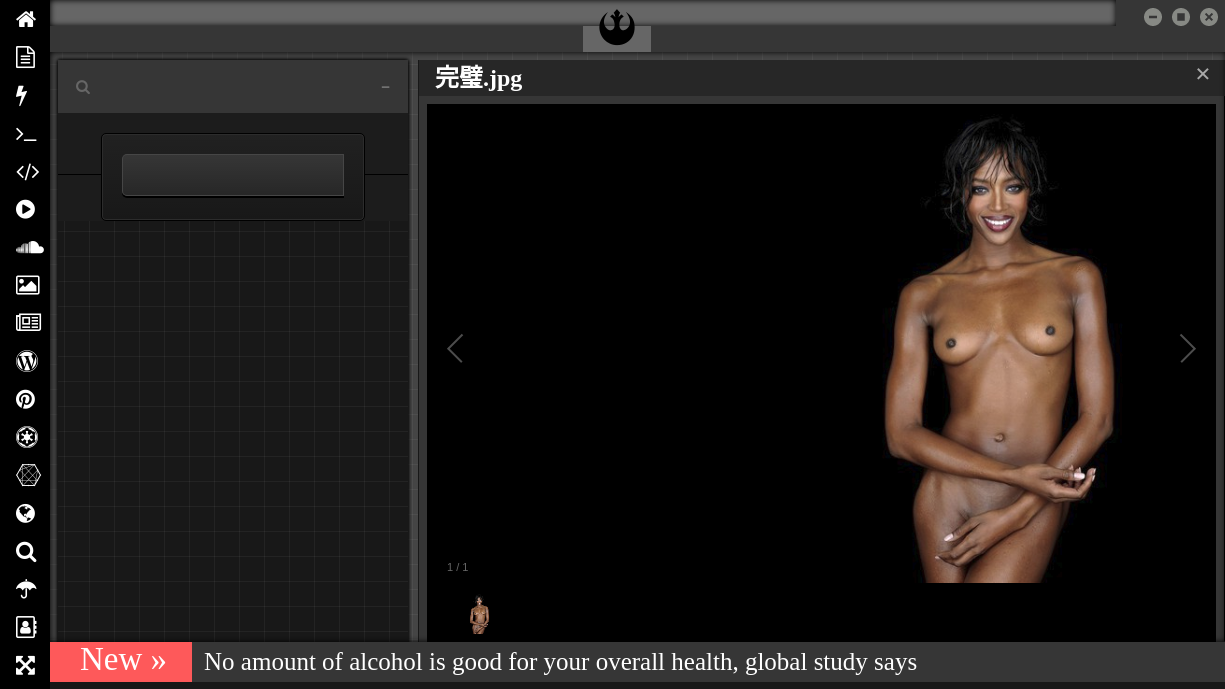 完璧.jpg
1 / 1
New »
No amount of alcohol is good for your overall health, global study says